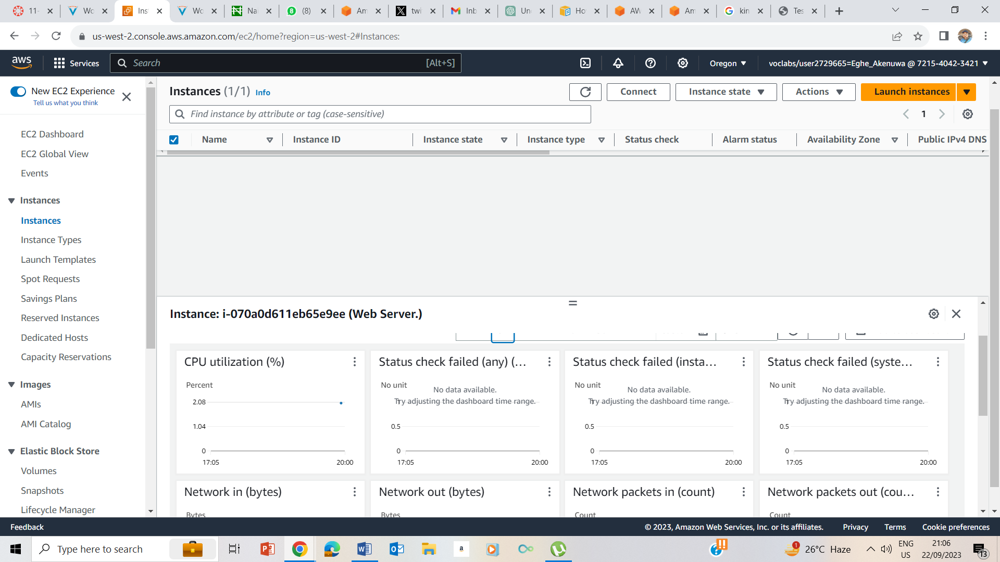 11-
Wo
Ins
Wo
Nai
(8)
Am
twi
Inb
Un
Ho
AW
Am
kin
Tes
us-west-2.console.aws.amazon.com/ec2/home?region=us-west-2#Instances:
aws
Services
Search
[Alt+S]
Oregon
voclabs/user2729665=Eghe_Akenuwa @ 7215-4042-3421
New EC2 Experience
Tell us what you think
EC2 Dashboard
EC2 Global View
Events
Instances
Instances
Instance Types
Launch Templates
Spot Requests
Savings Plans
Reserved Instances
Dedicated Hosts
Capacity Reservations
Images
AMIs
AMI Catalog
Elastic Block Store
Volumes
Snapshots
Lifecycle Manager
Instances (1/1) Info
Connect
Instance state
Actions
Launch instances
Find instance by attribute or tag (case-sensitive)
1
Name
Instance ID
Instance state
Instance type
Status check
Alarm status
Availability Zone
Public IPv4 DNS
Instance: i-070a0d611eb65e9ee (Web Server.)
CPU utilization (%)
Percent
2.08
1.04
0
17:05
20:00
Status check failed (any) (...
No unit
No data available.
Try adjusting the dashboard time range.
1
0.5
0
17:05
20:00
Status check failed (insta...
No unit
No data available.
Try adjusting the dashboard time range.
1
0.5
0
17:05
20:00
Status check failed (syste...
No unit
No data available.
Try adjusting the dashboard time range.
1
0.5
0
17:05
20:00
Network in (bytes)
Bytes
Network out (bytes)
Bytes
Network packets in (count)
Count
Network packets out (cou...
Count
Feedback
© 2023, Amazon Web Services, Inc. or its affiliates.
Privacy
Terms
Cookie preferences
Type here to search
26°C Haze
ENG
US
21:06
22/09/2023
13